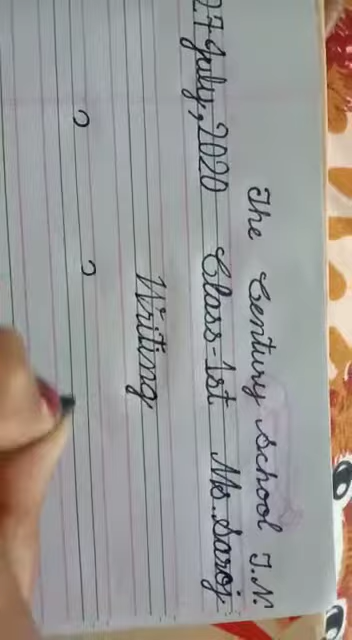 The Century School I.N.
27 July, 2020 Class-1st Ms. Saroj
Writing